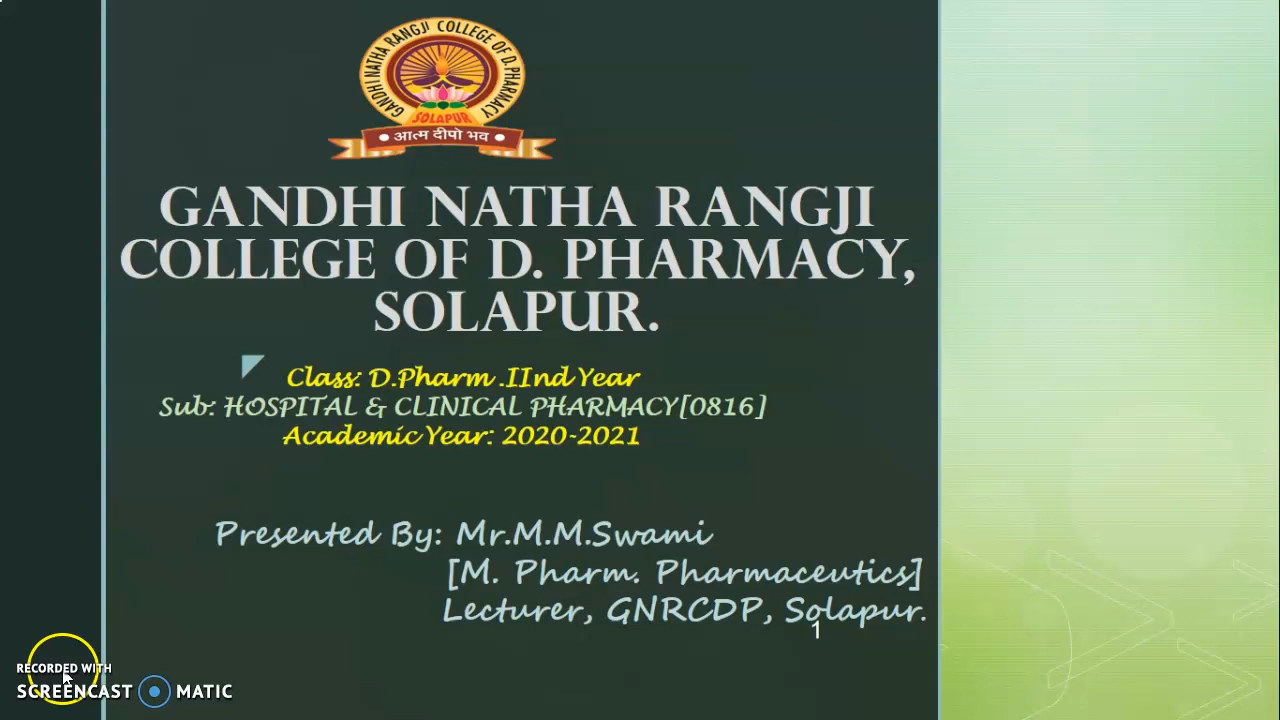 GANDHI NATHA RANGJI COLLEGE OF D. PHARMACY
SOLAPUR
आत्म दीपो भव
GANDHI NATHA RANGJI
COLLEGE OF D. PHARMACY,
SOLAPUR.
Class: D.Pharm .IInd Year
Sub: HOSPITAL & CLINICAL PHARMACY[0816]
Academic Year: 2020-2021
Presented By: Mr.M.M.Swami
[M. Pharm. Pharmaceutics]
Lecturer, GNRCDP, Solapur.
1
RECORDED WITH
SCREENCAST MATIC